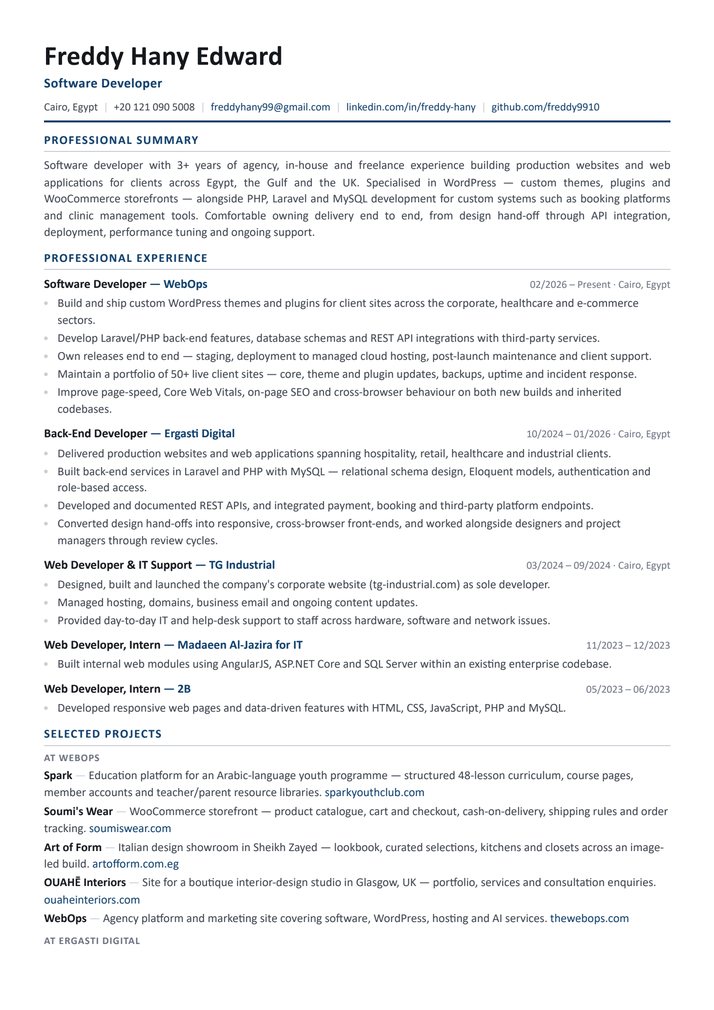 Freddy Hany Edward
Software Developer
Cairo, Egypt | +20 121 090 5008 | freddyhany99@gmail.com | linkedin.com/in/freddy-hany | github.com/freddy9910
PROFESSIONAL SUMMARY
Software developer with 3+ years of agency, in-house and freelance experience building production websites and web
applications for clients across Egypt, the Gulf and the UK. Specialised in WordPress — custom themes, plugins and
WooCommerce storefronts — alongside PHP, Laravel and MySQL development for custom systems such as booking platforms
and clinic management tools. Comfortable owning delivery end to end, from design hand-off through API integration,
deployment, performance tuning and ongoing support.
PROFESSIONAL EXPERIENCE
Software Developer — WebOps 02/2026 – Present · Cairo, Egypt
• Build and ship custom WordPress themes and plugins for client sites across the corporate, healthcare and e-commerce
sectors.
• Develop Laravel/PHP back-end features, database schemas and REST API integrations with third-party services.
• Own releases end to end — staging, deployment to managed cloud hosting, post-launch maintenance and client support.
• Maintain a portfolio of 50+ live client sites — core, theme and plugin updates, backups, uptime and incident response.
• Improve page-speed, Core Web Vitals, on-page SEO and cross-browser behaviour on both new builds and inherited
codebases.
Back-End Developer — Ergasti Digital 10/2024 – 01/2026 · Cairo, Egypt
• Delivered production websites and web applications spanning hospitality, retail, healthcare and industrial clients.
• Built back-end services in Laravel and PHP with MySQL — relational schema design, Eloquent models, authentication and
role-based access.
• Developed and documented REST APIs, and integrated payment, booking and third-party platform endpoints.
• Converted design hand-offs into responsive, cross-browser front-ends, and worked alongside designers and project
managers through review cycles.
Web Developer & IT Support — TG Industrial 03/2024 – 09/2024 · Cairo, Egypt
• Designed, built and launched the company's corporate website (tg-industrial.com) as sole developer.
• Managed hosting, domains, business email and ongoing content updates.
• Provided day-to-day IT and help-desk support to staff across hardware, software and network issues.
Web Developer, Intern — Madaeen Al-Jazira for IT 11/2023 – 12/2023
• Built internal web modules using AngularJS, ASP.NET Core and SQL Server within an existing enterprise codebase.
Web Developer, Intern — 2B 05/2023 – 06/2023
• Developed responsive web pages and data-driven features with HTML, CSS, JavaScript, PHP and MySQL.
SELECTED PROJECTS
AT WEBOPS
Spark — Education platform for an Arabic-language youth programme — structured 48-lesson curriculum, course pages,
member accounts and teacher/parent resource libraries. sparkyouthclub.com
Soumi's Wear — WooCommerce storefront — product catalogue, cart and checkout, cash-on-delivery, shipping rules and order
tracking. soumiswear.com
Art of Form — Italian design showroom in Sheikh Zayed — lookbook, curated selections, kitchens and closets across an image-
led build. artofform.com.eg
OUAHĒ Interiors — Site for a boutique interior-design studio in Glasgow, UK — portfolio, services and consultation enquiries.
ouaheinteriors.com
WebOps — Agency platform and marketing site covering software, WordPress, hosting and AI services. thewebops.com
AT ERGASTI DIGITAL